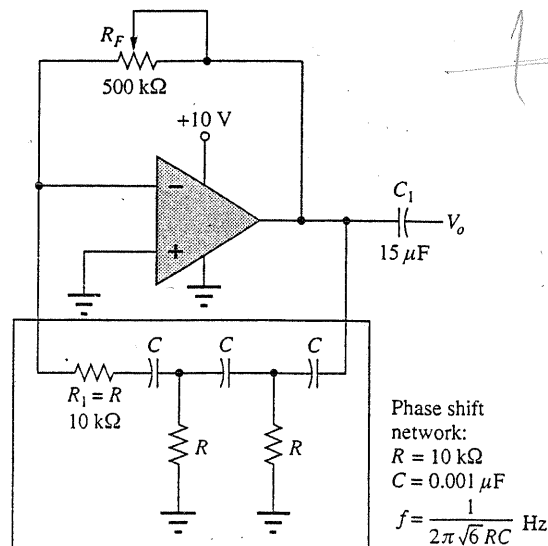 R_F
500 kΩ
+10 V
−
+
C_1
V_o
15 μF
C
C
C
R_1 = R
10 kΩ
R
R
Phase shift
network:
R = 10 kΩ
C = 0.001 μF
f = 1 / (2π√6 RC) Hz